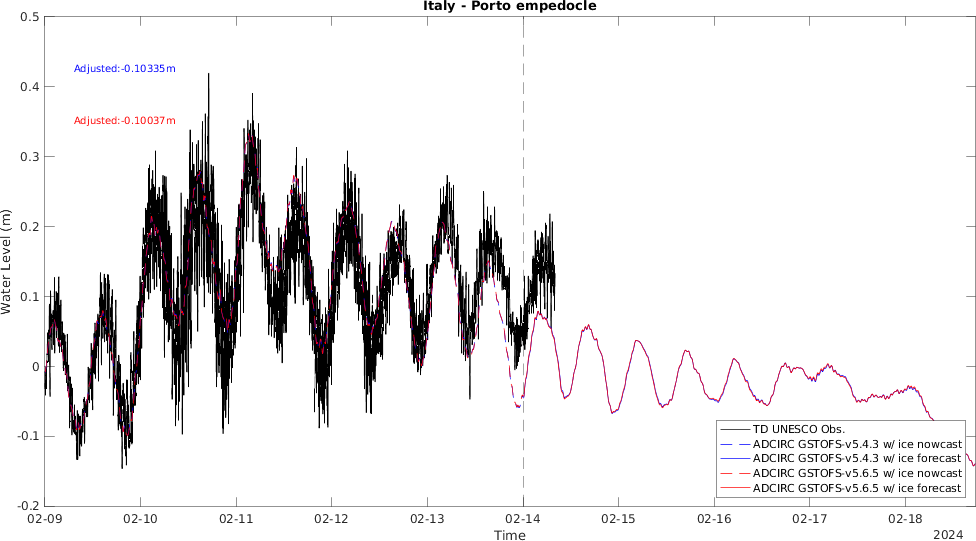 Italy - Porto empedocle
0.5
0.4
0.3
0.2
0.1
0
-0.1
-0.2
Water Level (m)
Adjusted:-0.10335m
Adjusted:-0.10037m
TD UNESCO Obs.
ADCIRC GSTOFS-v5.4.3 w/ ice nowcast
ADCIRC GSTOFS-v5.4.3 w/ ice forecast
ADCIRC GSTOFS-v5.6.5 w/ ice nowcast
ADCIRC GSTOFS-v5.6.5 w/ ice forecast
02-09 02-10 02-11 02-12 02-13 02-14 02-15 02-16 02-17 02-18
Time
2024